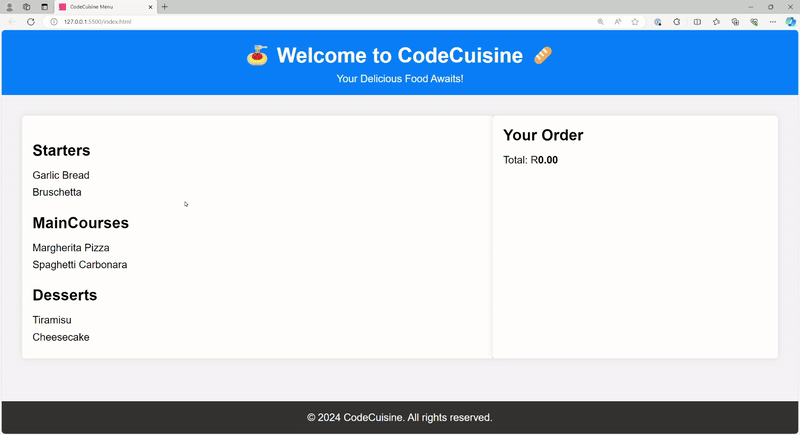 CodeCuisine Menu
127.0.0.1:5500/index.html
Welcome to CodeCuisine
Your Delicious Food Awaits!
Starters
Garlic Bread
Bruschetta
MainCourses
Margherita Pizza
Spaghetti Carbonara
Desserts
Tiramisu
Cheesecake
Your Order
Total: R0.00
© 2024 CodeCuisine. All rights reserved.